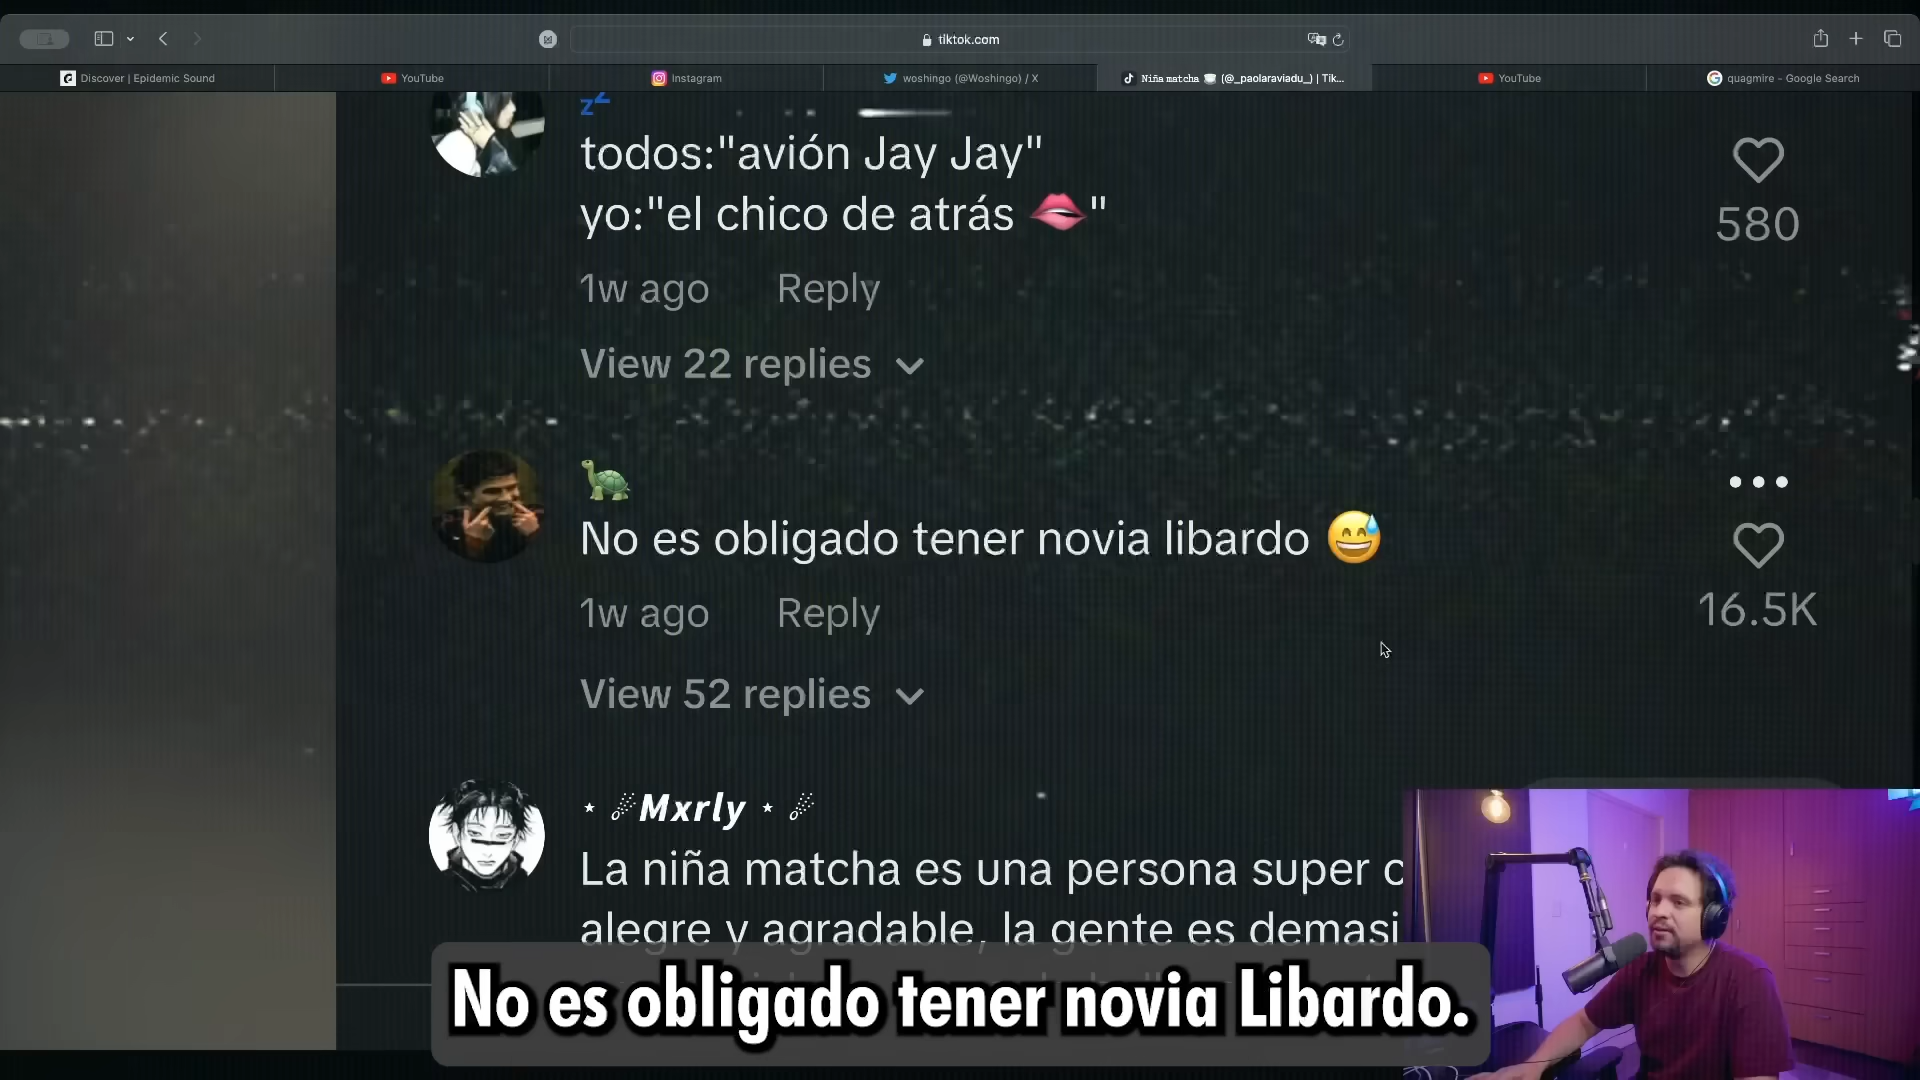 tiktok.com
Discover | Epidemic Sound
YouTube
Instagram
woshingo (@Woshingo) / X
Niña matcha 🍵 (@_paolaraviadu_) | Tik...
YouTube
quagmire - Google Search
todos:"avión Jay Jay"
yo:"el chico de atrás 🫦"
580
1w ago Reply
View 22 replies
🐢
No es obligado tener novia libardo 😅
16.5K
1w ago Reply
View 52 replies
⋆ ☄Mxrly ⋆ ☄
La niña matcha es una persona super c
alegre y agradable, la gente es demasi
No es obligado tener novia Libardo.